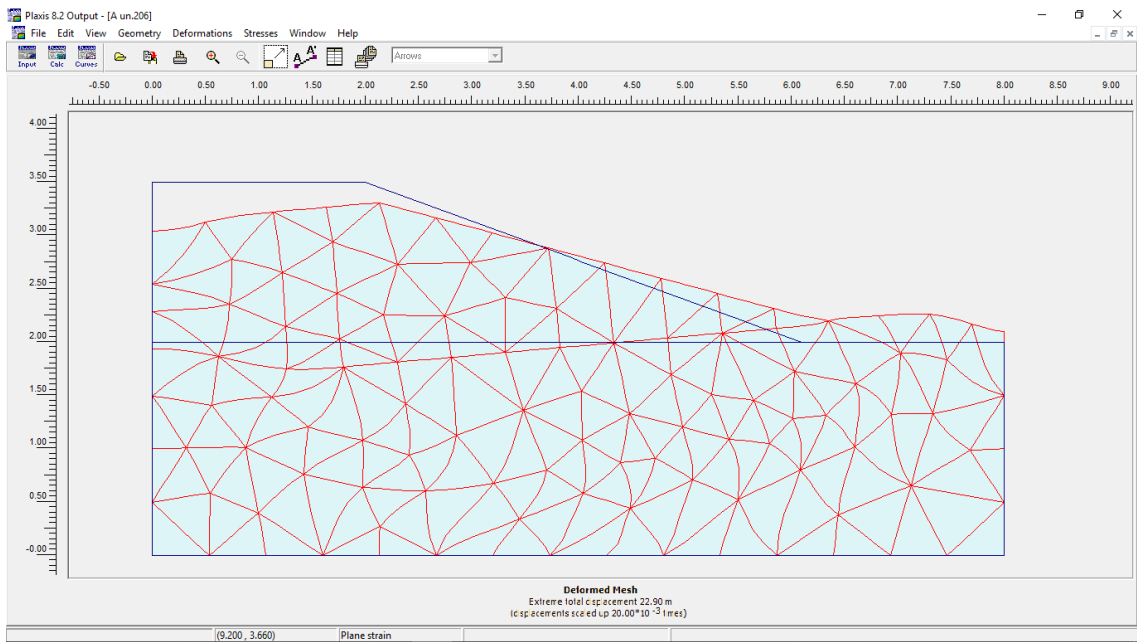 Plaxis 8.2 Output - [A un.206]
File Edit View Geometry Deformations Stresses Window Help
Input Calc Curves A A' Arrows
-0.50 0.00 0.50 1.00 1.50 2.00 2.50 3.00 3.50 4.00 4.50 5.00 5.50 6.00 6.50 7.00 7.50 8.00 8.50 9.00
4.00
3.50
3.00
2.50
2.00
1.50
1.00
0.50
-0.00
Deformed Mesh
Extreme total displacement 22.90 m
(displacements scaled up 20.00*10 -3 times)
(9.200 , 3.660) Plane strain